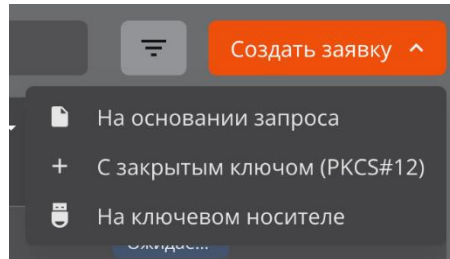 Создать заявку
На основании запроса
С закрытым ключом (PKCS#12)
На ключевом носителе